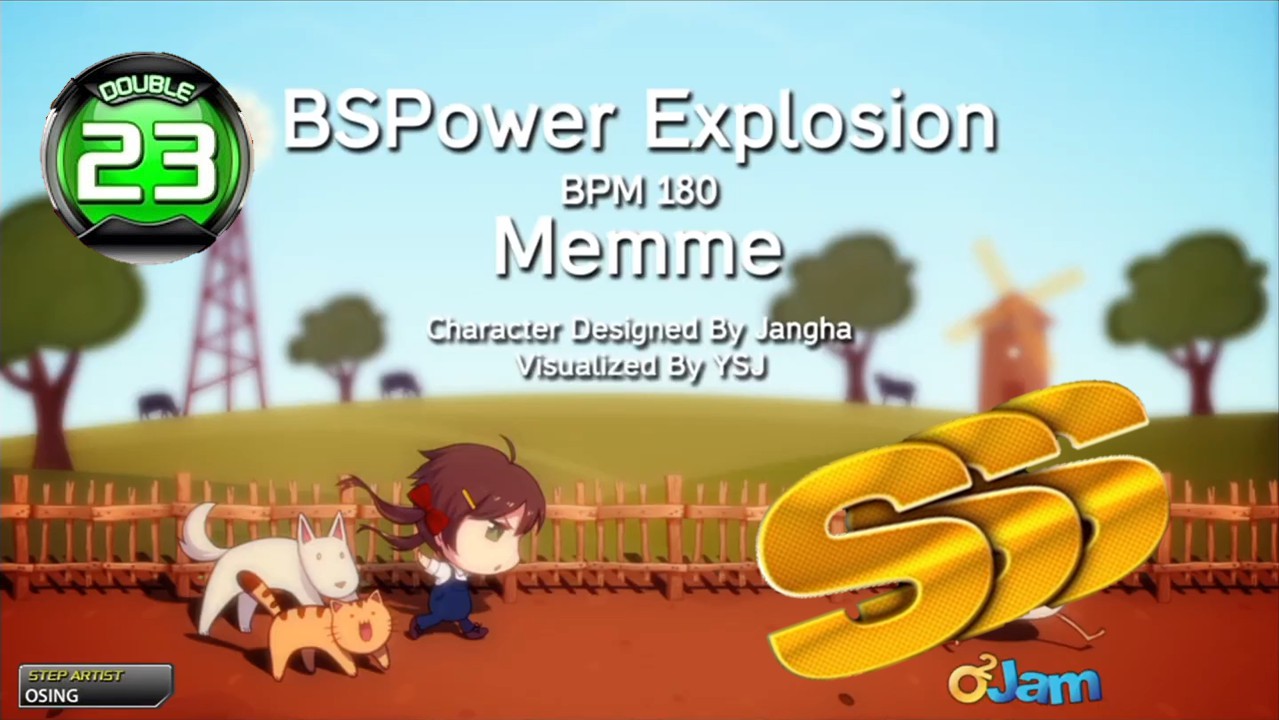 DOUBLE
23
BSPower Explosion
BPM 180
Memme
Character Designed By Jangha
Visualized By YSJ
SSS
STEP ARTIST
OSING
O2Jam